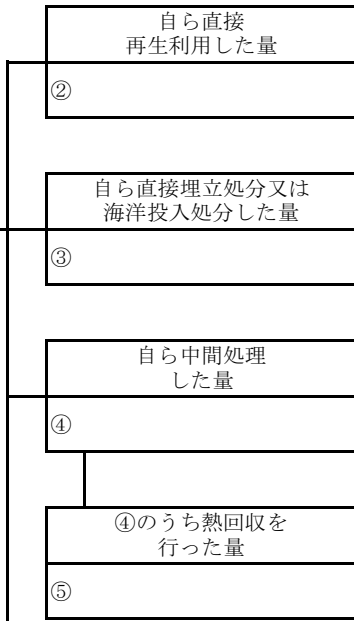 自ら直接
再生利用した量
②
自ら直接埋立処分又は
海洋投入処分した量
③
自ら中間処理
した量
④
④のうち熱回収を
行った量
⑤